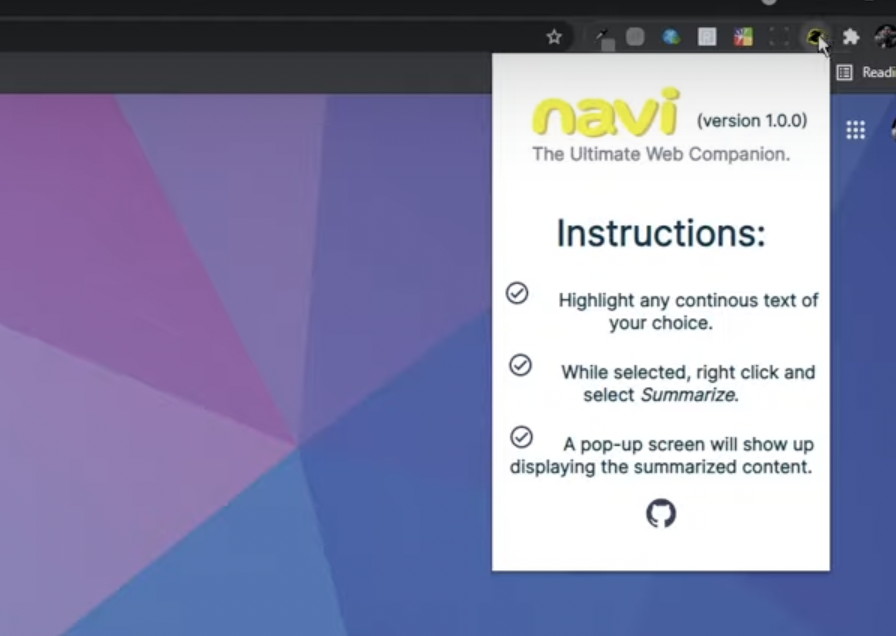 Readi
navi (version 1.0.0)
The Ultimate Web Companion.
Instructions:
Highlight any continous text of
your choice.
While selected, right click and
select Summarize.
A pop-up screen will show up
displaying the summarized content.